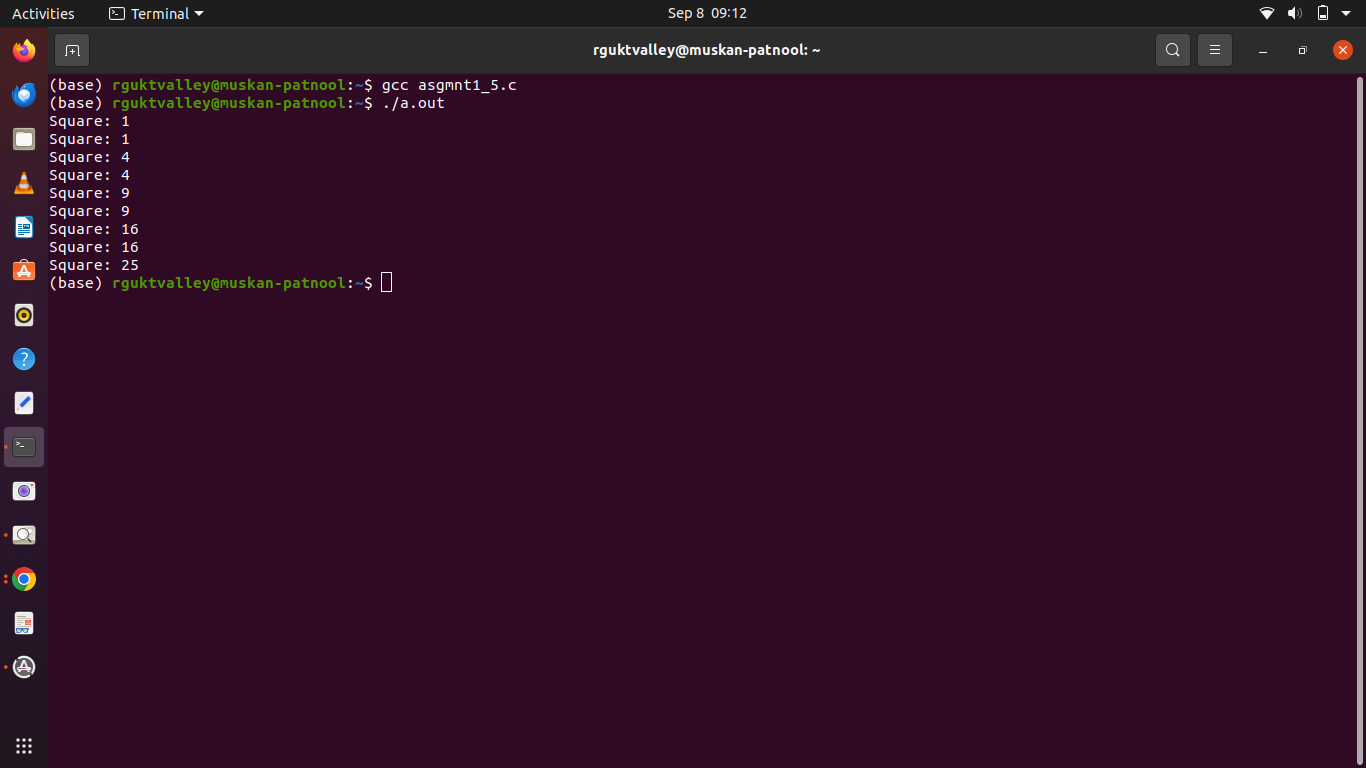 Activities Terminal Sep 8 09:12
rguktvalley@muskan-patnool: ~
(base) rguktvalley@muskan-patnool:~$ gcc asgmnt1_5.c
(base) rguktvalley@muskan-patnool:~$ ./a.out
Square: 1
Square: 1
Square: 4
Square: 4
Square: 9
Square: 9
Square: 16
Square: 16
Square: 25
(base) rguktvalley@muskan-patnool:~$